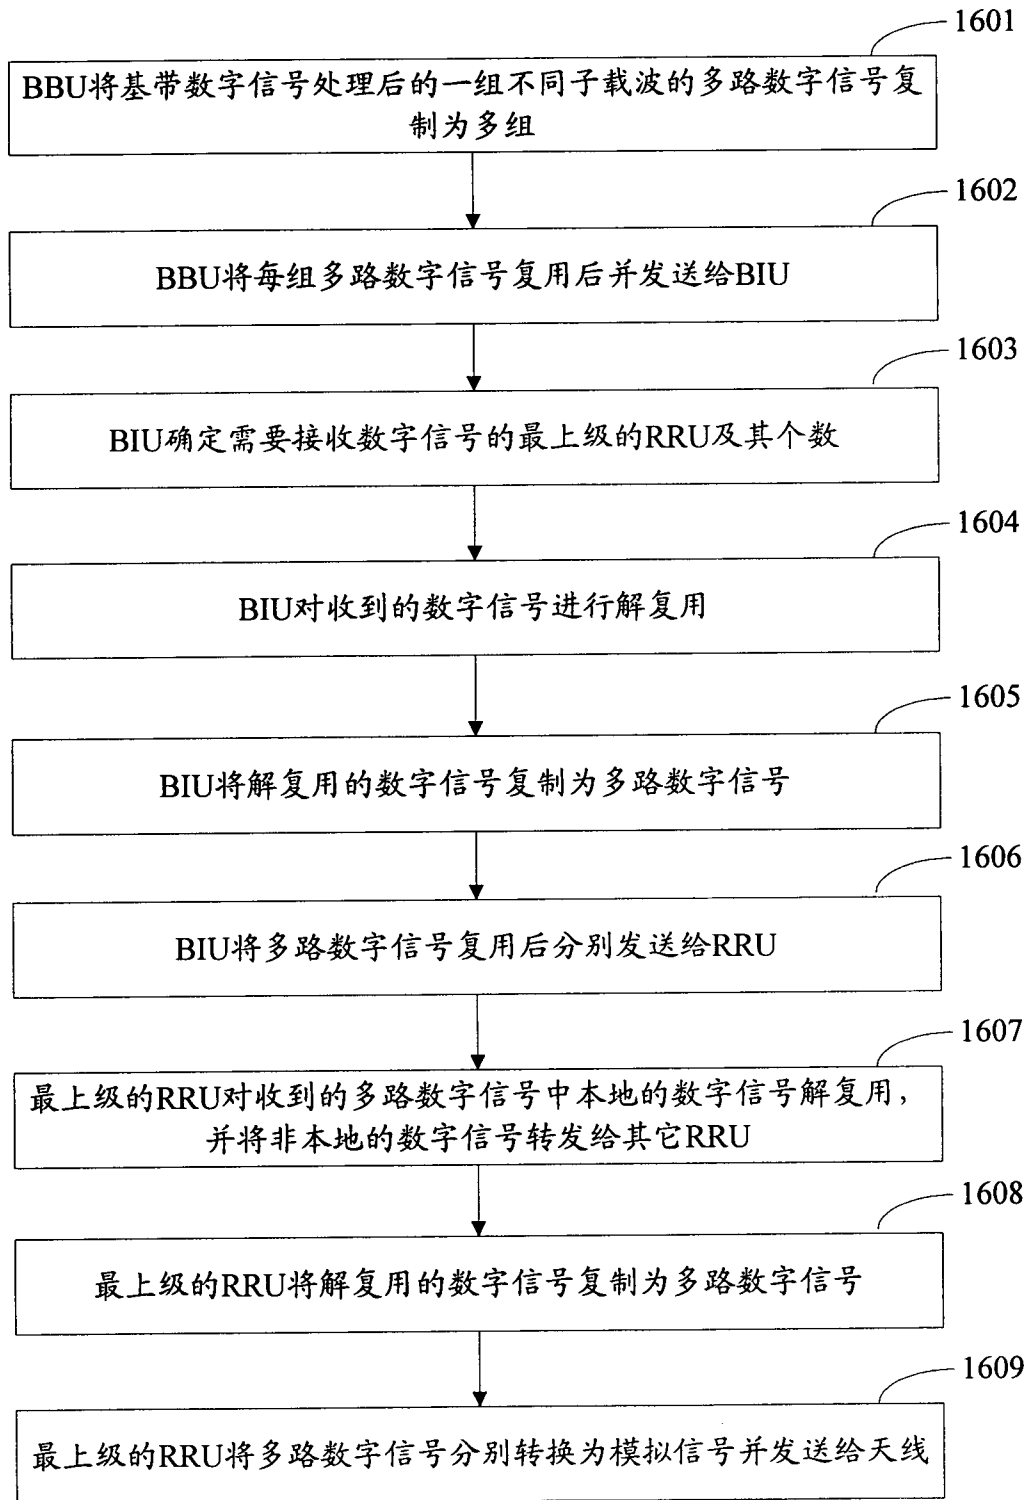 1601
BBU将基带数字信号处理后的一组不同子载波的多路数字信号复
制为多组
1602
BBU将每组多路数字信号复用后并发送给BIU
1603
BIU确定需要接收数字信号的最上级的RRU及其个数
1604
BIU对收到的数字信号进行解复用
1605
BIU将解复用的数字信号复制为多路数字信号
1606
BIU将多路数字信号复用后分别发送给RRU
1607
最上级的RRU对收到的多路数字信号中本地的数字信号解复用，
并将非本地的数字信号转发给其它RRU
1608
最上级的RRU将解复用的数字信号复制为多路数字信号
1609
最上级的RRU将多路数字信号分别转换为模拟信号并发送给天线